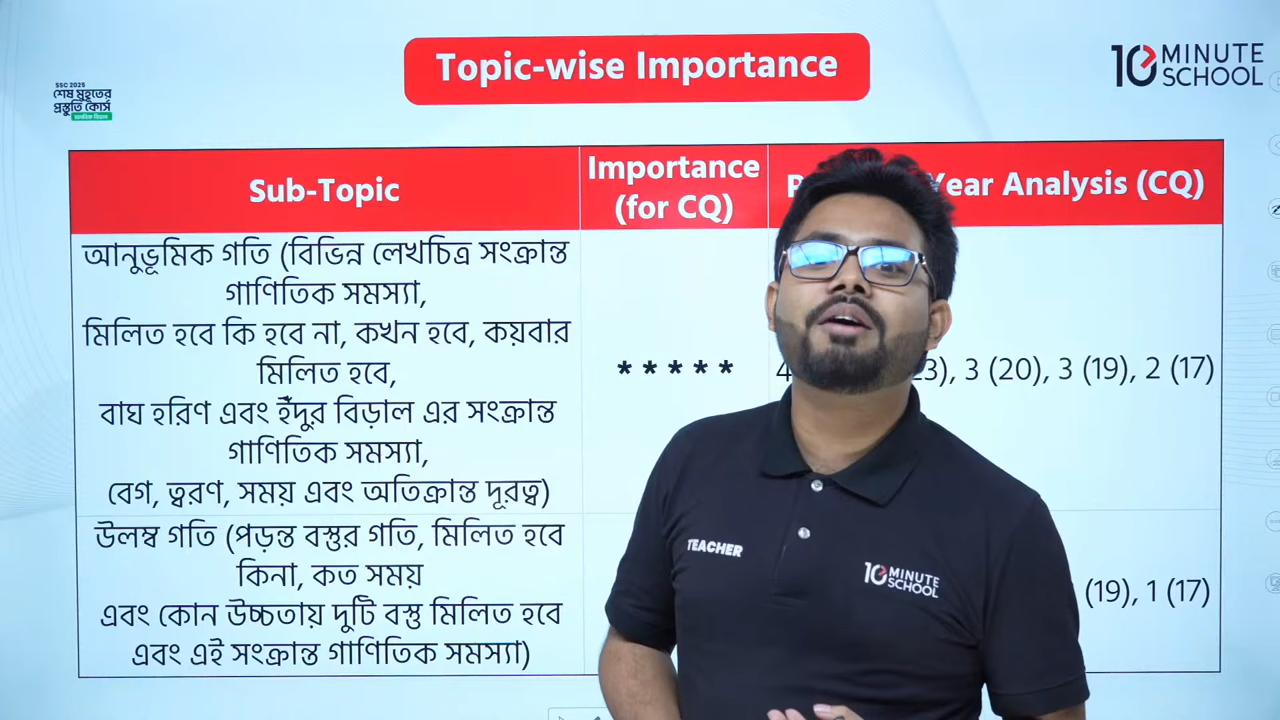 Topic-wise Importance
10 MINUTE
SCHOOL
SSC 2025
শেষ মুহূর্তের
প্রস্তুতি কোর্স
Sub-Topic
Importance
(for CQ)
Year Analysis (CQ)
আনুভূমিক গতি (বিভিন্ন লেখচিত্র সংক্রান্ত
গাণিতিক সমস্যা,
মিলিত হবে কি হবে না, কখন হবে, কয়বার
মিলিত হবে,
বাঘ হরিণ এবং ইঁদুর বিড়াল এর সংক্রান্ত
গাণিতিক সমস্যা,
বেগ, ত্বরণ, সময় এবং অতিক্রান্ত দূরত্ব)
*****
3 (20), 3 (19), 2 (17)
উলম্ব গতি (পড়ন্ত বস্তুর গতি, মিলিত হবে
কিনা, কত সময়
এবং কোন উচ্চতায় দুটি বস্তু মিলিত হবে
এবং এই সংক্রান্ত গাণিতিক সমস্যা)
(19), 1 (17)
TEACHER
10 MINUTE
SCHOOL